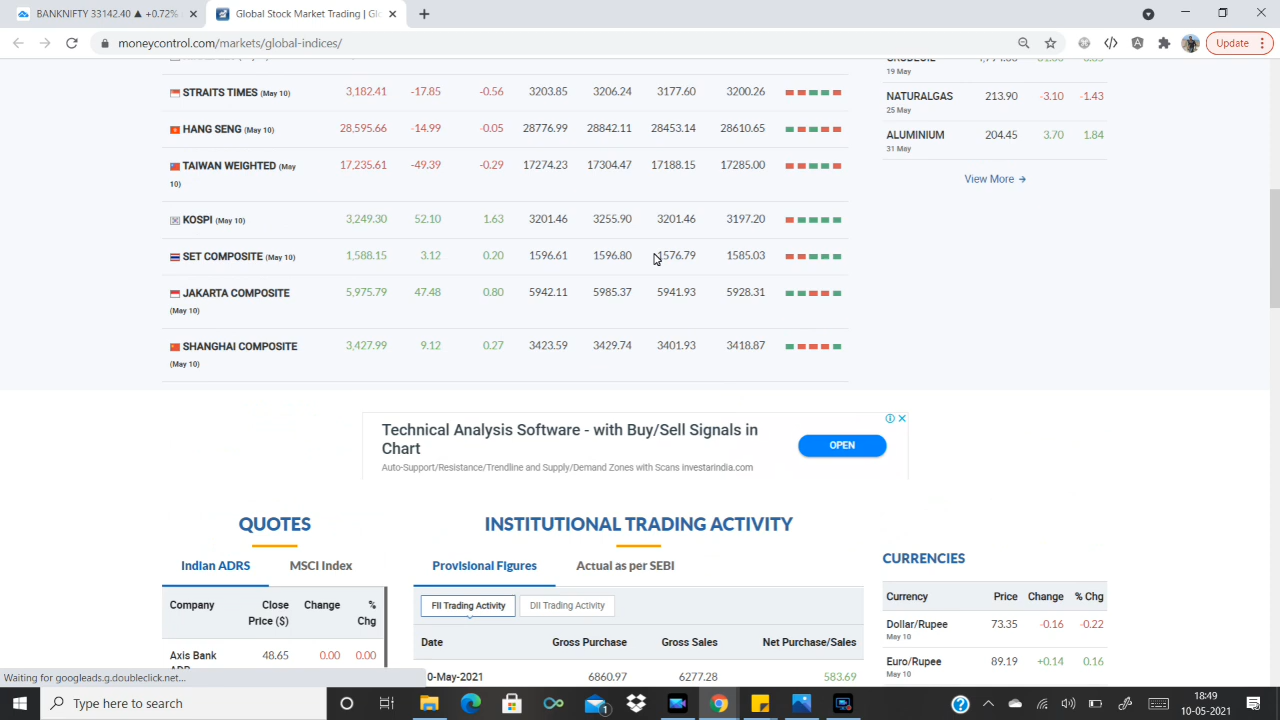 BANKNIFTY 33142.40 ▲ +0.72%
Global Stock Market Trading | Gl
moneycontrol.com/markets/global-indices/
Update
19 May
NATURALGAS 213.90 -3.10 -1.43
25 May
ALUMINIUM 204.45 3.70 1.84
31 May
View More →
STRAITS TIMES (May 10) 3,182.41 -17.85 -0.56 3203.85 3206.24 3177.60 3200.26
HANG SENG (May 10) 28,595.66 -14.99 -0.05 28776.99 28842.11 28453.14 28610.65
TAIWAN WEIGHTED (May 17,235.61 -49.39 -0.29 17274.23 17304.47 17188.15 17285.00
10)
KOSPI (May 10) 3,249.30 52.10 1.63 3201.46 3255.90 3201.46 3197.20
SET COMPOSITE (May 10) 1,588.15 3.12 0.20 1596.61 1596.80 1576.79 1585.03
JAKARTA COMPOSITE 5,975.79 47.48 0.80 5942.11 5985.37 5941.93 5928.31
(May 10)
SHANGHAI COMPOSITE 3,427.99 9.12 0.27 3423.59 3429.74 3401.93 3418.87
(May 10)
Technical Analysis Software - with Buy/Sell Signals in
Chart
Auto-Support/Resistance/Trendline and Supply/Demand Zones with Scans investarindia.com
OPEN
QUOTES
Indian ADRS MSCI Index
Company Close Change %
Price ($) Chg
Axis Bank 48.65 0.00 0.00
INSTITUTIONAL TRADING ACTIVITY
Provisional Figures Actual as per SEBI
FII Trading Activity DII Trading Activity
Date Gross Purchase Gross Sales Net Purchase/Sales
0-May-2021 6860.97 6277.28 583.69
CURRENCIES
Currency Price Change % Chg
Dollar/Rupee 73.35 -0.16 -0.22
May 10
Euro/Rupee 89.19 +0.14 0.16
May 10
Waiting for googleads.g.doubleclick.net...
Type here to search
1
18:49
10-05-2021